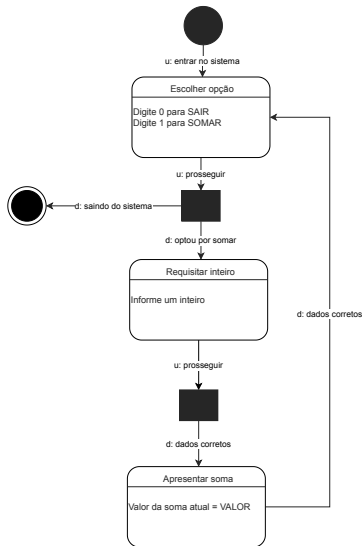 u: entrar no sistema
Escolher opção
Digite 0 para SAIR
Digite 1 para SOMAR
u: prosseguir
d: saindo do sistema
d: optou por somar
Requisitar inteiro
Informe um inteiro
d: dados corretos
u: prosseguir
d: dados corretos
Apresentar soma
Valor da soma atual = VALOR